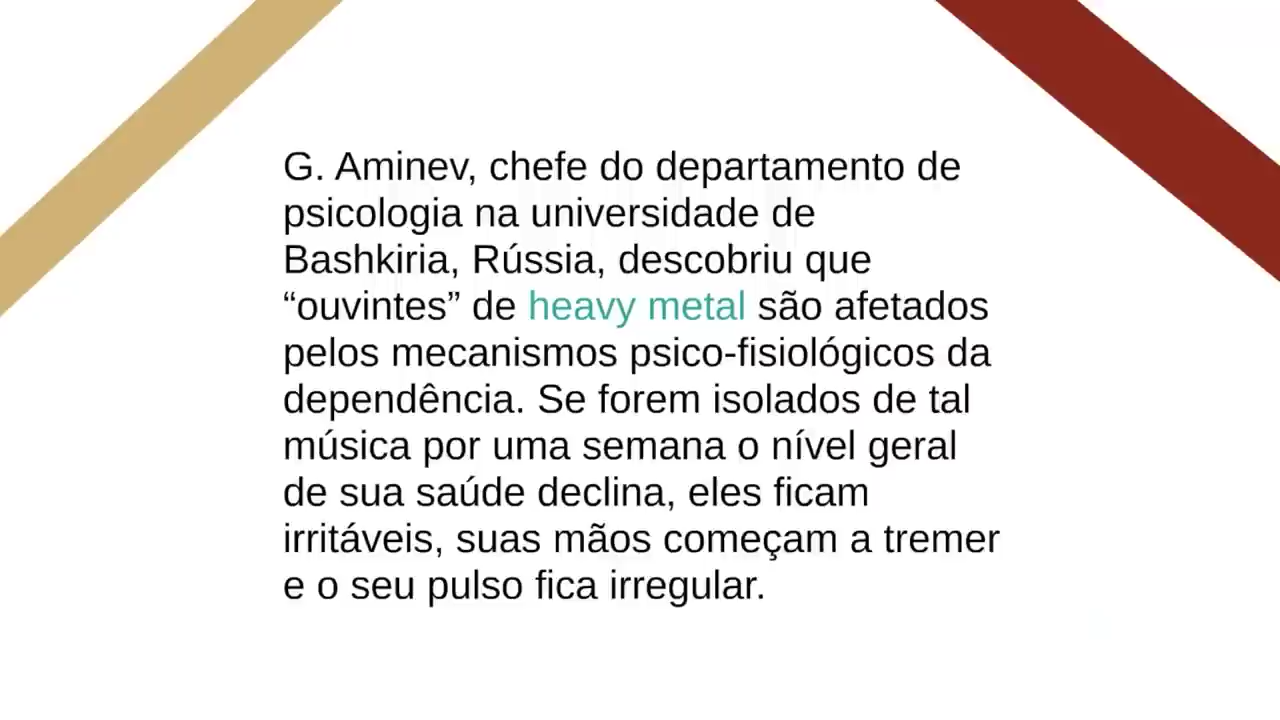 G. Aminev, chefe do departamento de
psicologia na universidade de
Bashkiria, Rússia, descobriu que
“ouvintes” de heavy metal são afetados
pelos mecanismos psico-fisiológicos da
dependência. Se forem isolados de tal
música por uma semana o nível geral
de sua saúde declina, eles ficam
irritáveis, suas mãos começam a tremer
e o seu pulso fica irregular.